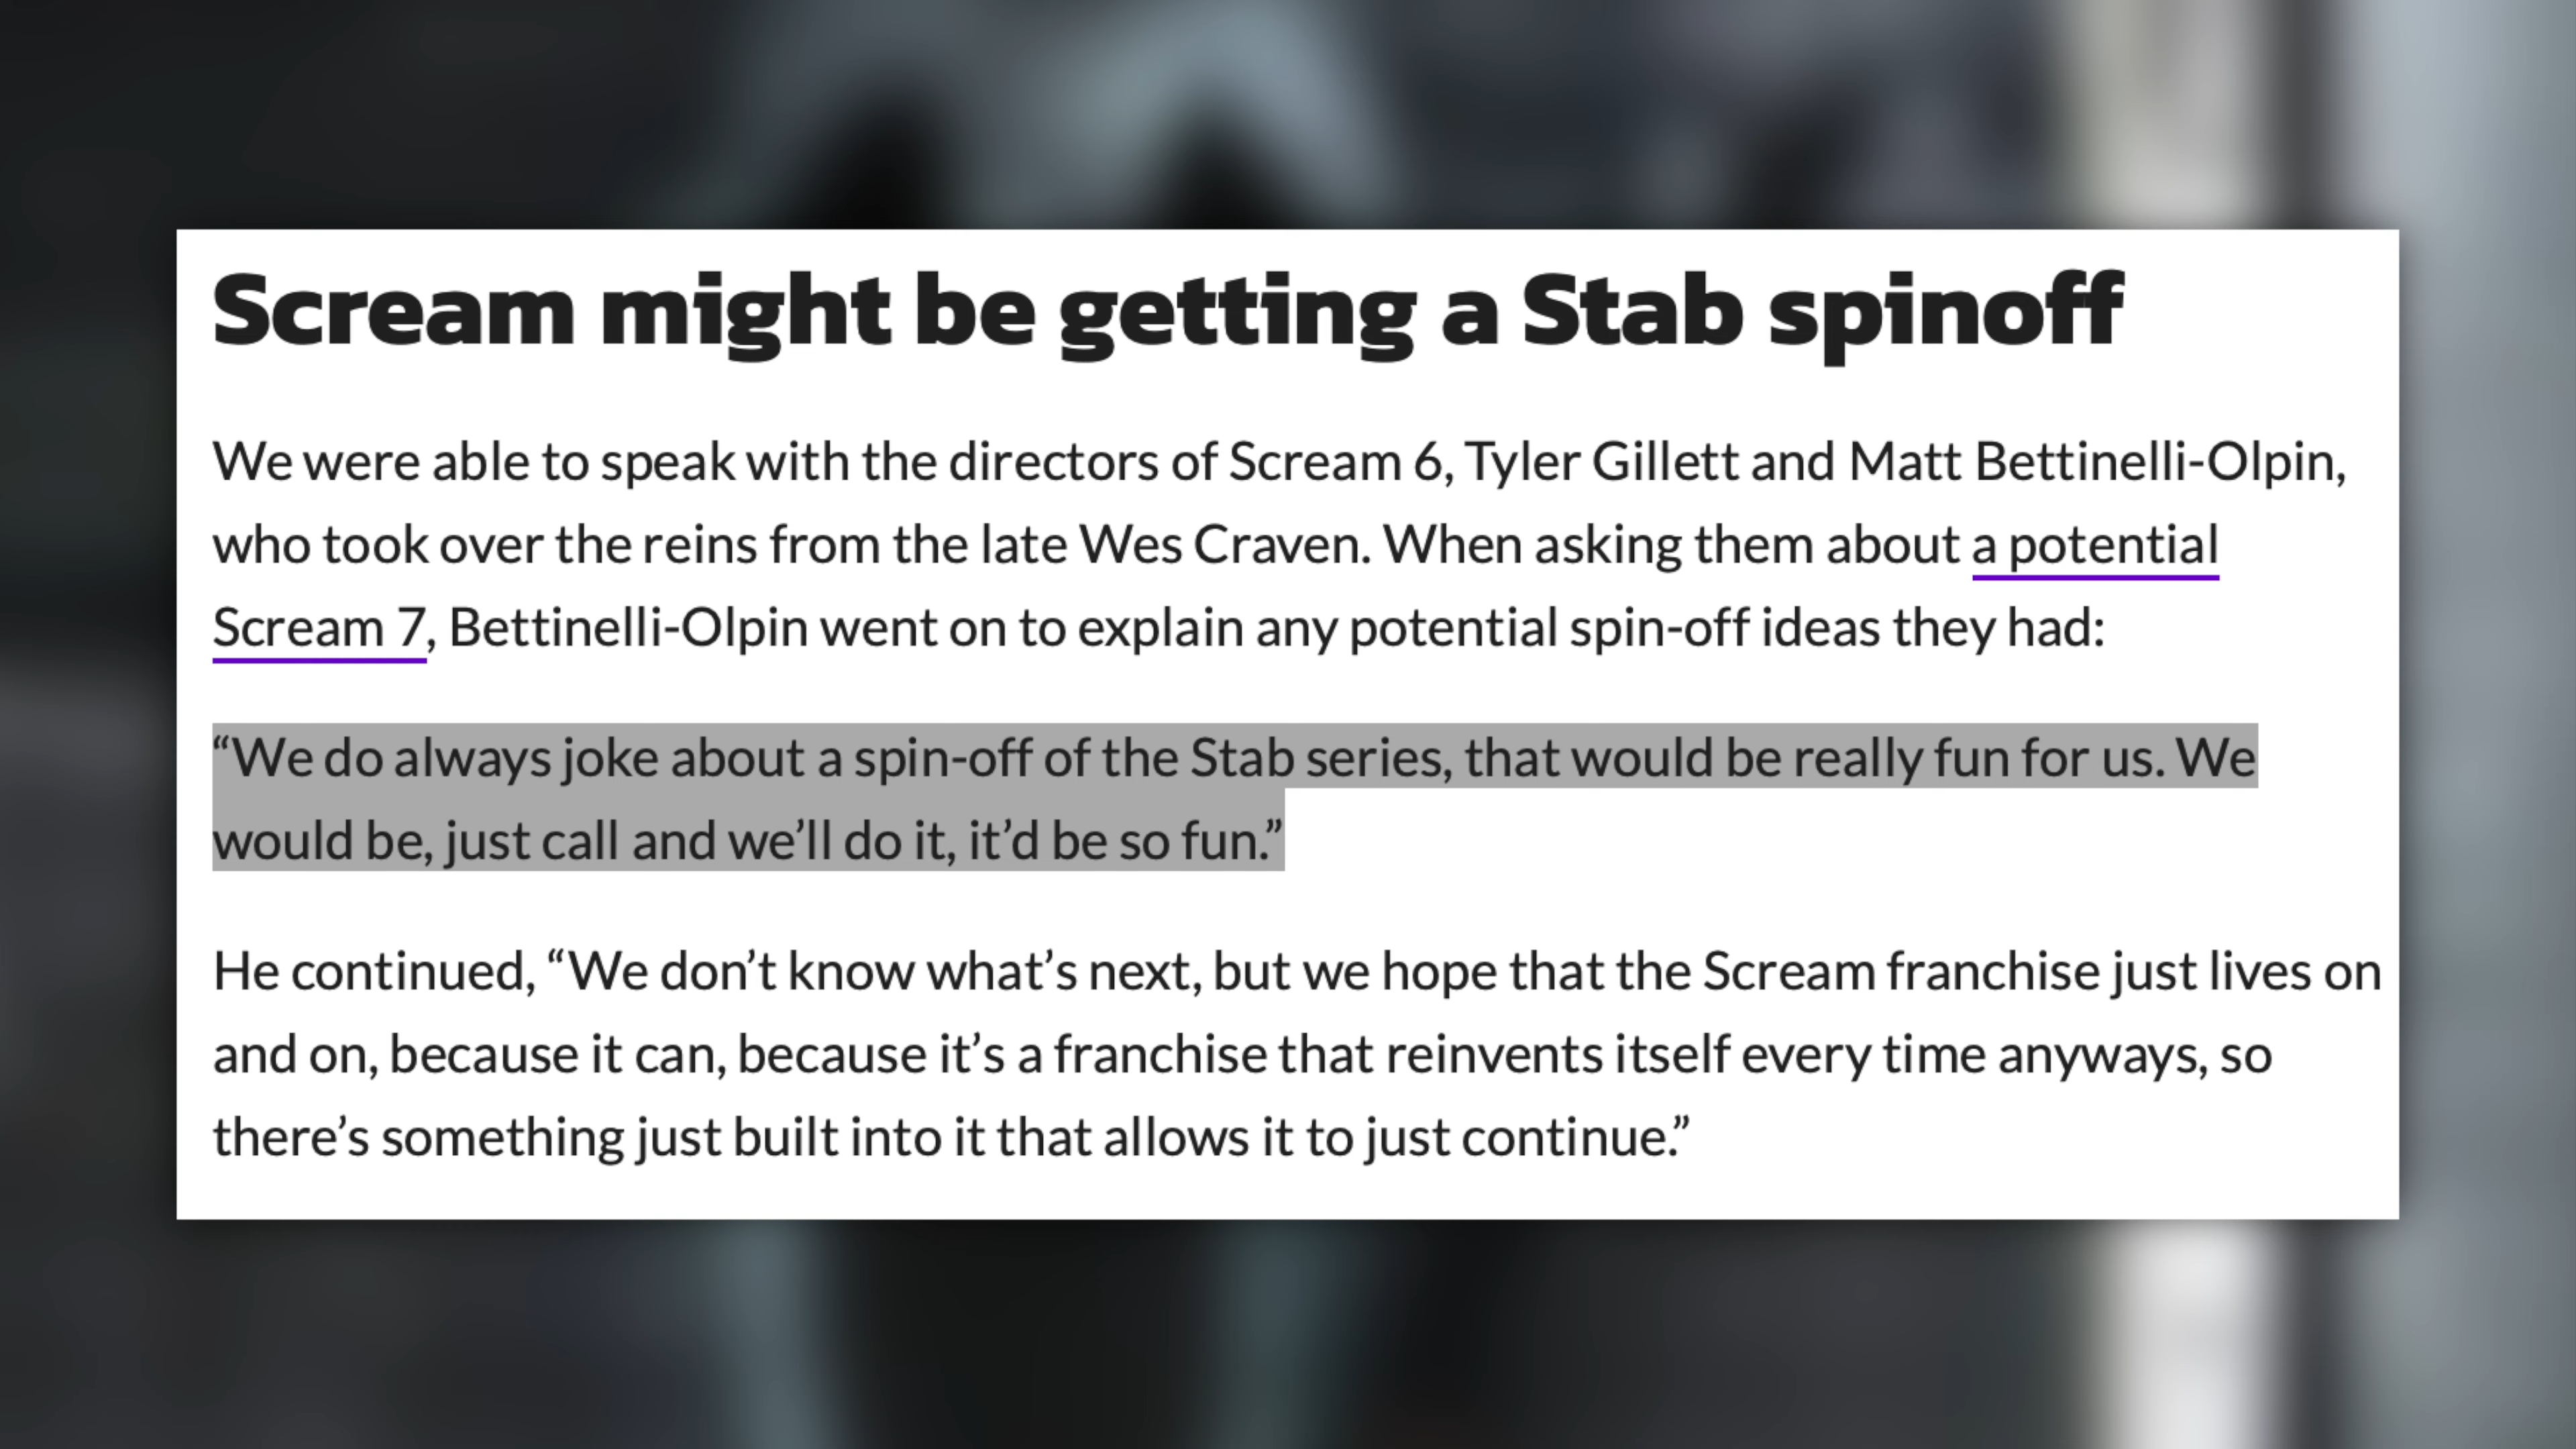 Scream might be getting a Stab spinoff
We were able to speak with the directors of Scream 6, Tyler Gillett and Matt Bettinelli-Olpin,
who took over the reins from the late Wes Craven. When asking them about a potential
Scream 7, Bettinelli-Olpin went on to explain any potential spin-off ideas they had:
“We do always joke about a spin-off of the Stab series, that would be really fun for us. We
would be, just call and we’ll do it, it’d be so fun.”
He continued, “We don’t know what’s next, but we hope that the Scream franchise just lives on
and on, because it can, because it’s a franchise that reinvents itself every time anyways, so
there’s something just built into it that allows it to just continue.”